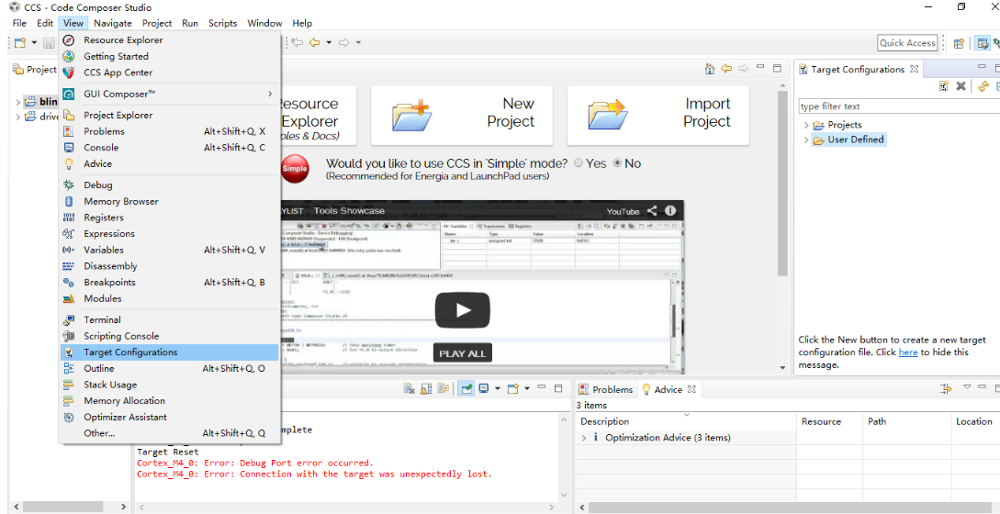 CCS - Code Composer Studio
File Edit View Navigate Project Run Scripts Window Help
Quick Access
Project
blin
drive
Resource Explorer
Getting Started
CCS App Center
GUI Composer™
Project Explorer
Problems Alt+Shift+Q, X
Console Alt+Shift+Q, C
Advice
Debug
Memory Browser
Registers
Expressions
Variables Alt+Shift+Q, V
Disassembly
Breakpoints Alt+Shift+Q, B
Modules
Terminal
Scripting Console
Target Configurations
Outline Alt+Shift+Q, O
Stack Usage
Memory Allocation
Optimizer Assistant
Other... Alt+Shift+Q, Q
esource
Explorer
ples & Docs)
New
Project
Import
Project
Simple
Would you like to use CCS in 'Simple' mode? Yes No
(Recommended for Energia and LaunchPad users)
YLIST Tools Showcase
YouTube
PLAY ALL
Target Configurations
type filter text
Projects
User Defined
Click the New button to create a new target
configuration file. Click here to hide this
message.
mplete
Target Reset
Cortex_M4_0: Error: Debug Port error occurred.
Cortex_M4_0: Error: Connection with the target was unexpectedly lost.
Problems Advice
3 items
Description Resource Path Location
Optimization Advice (3 items)